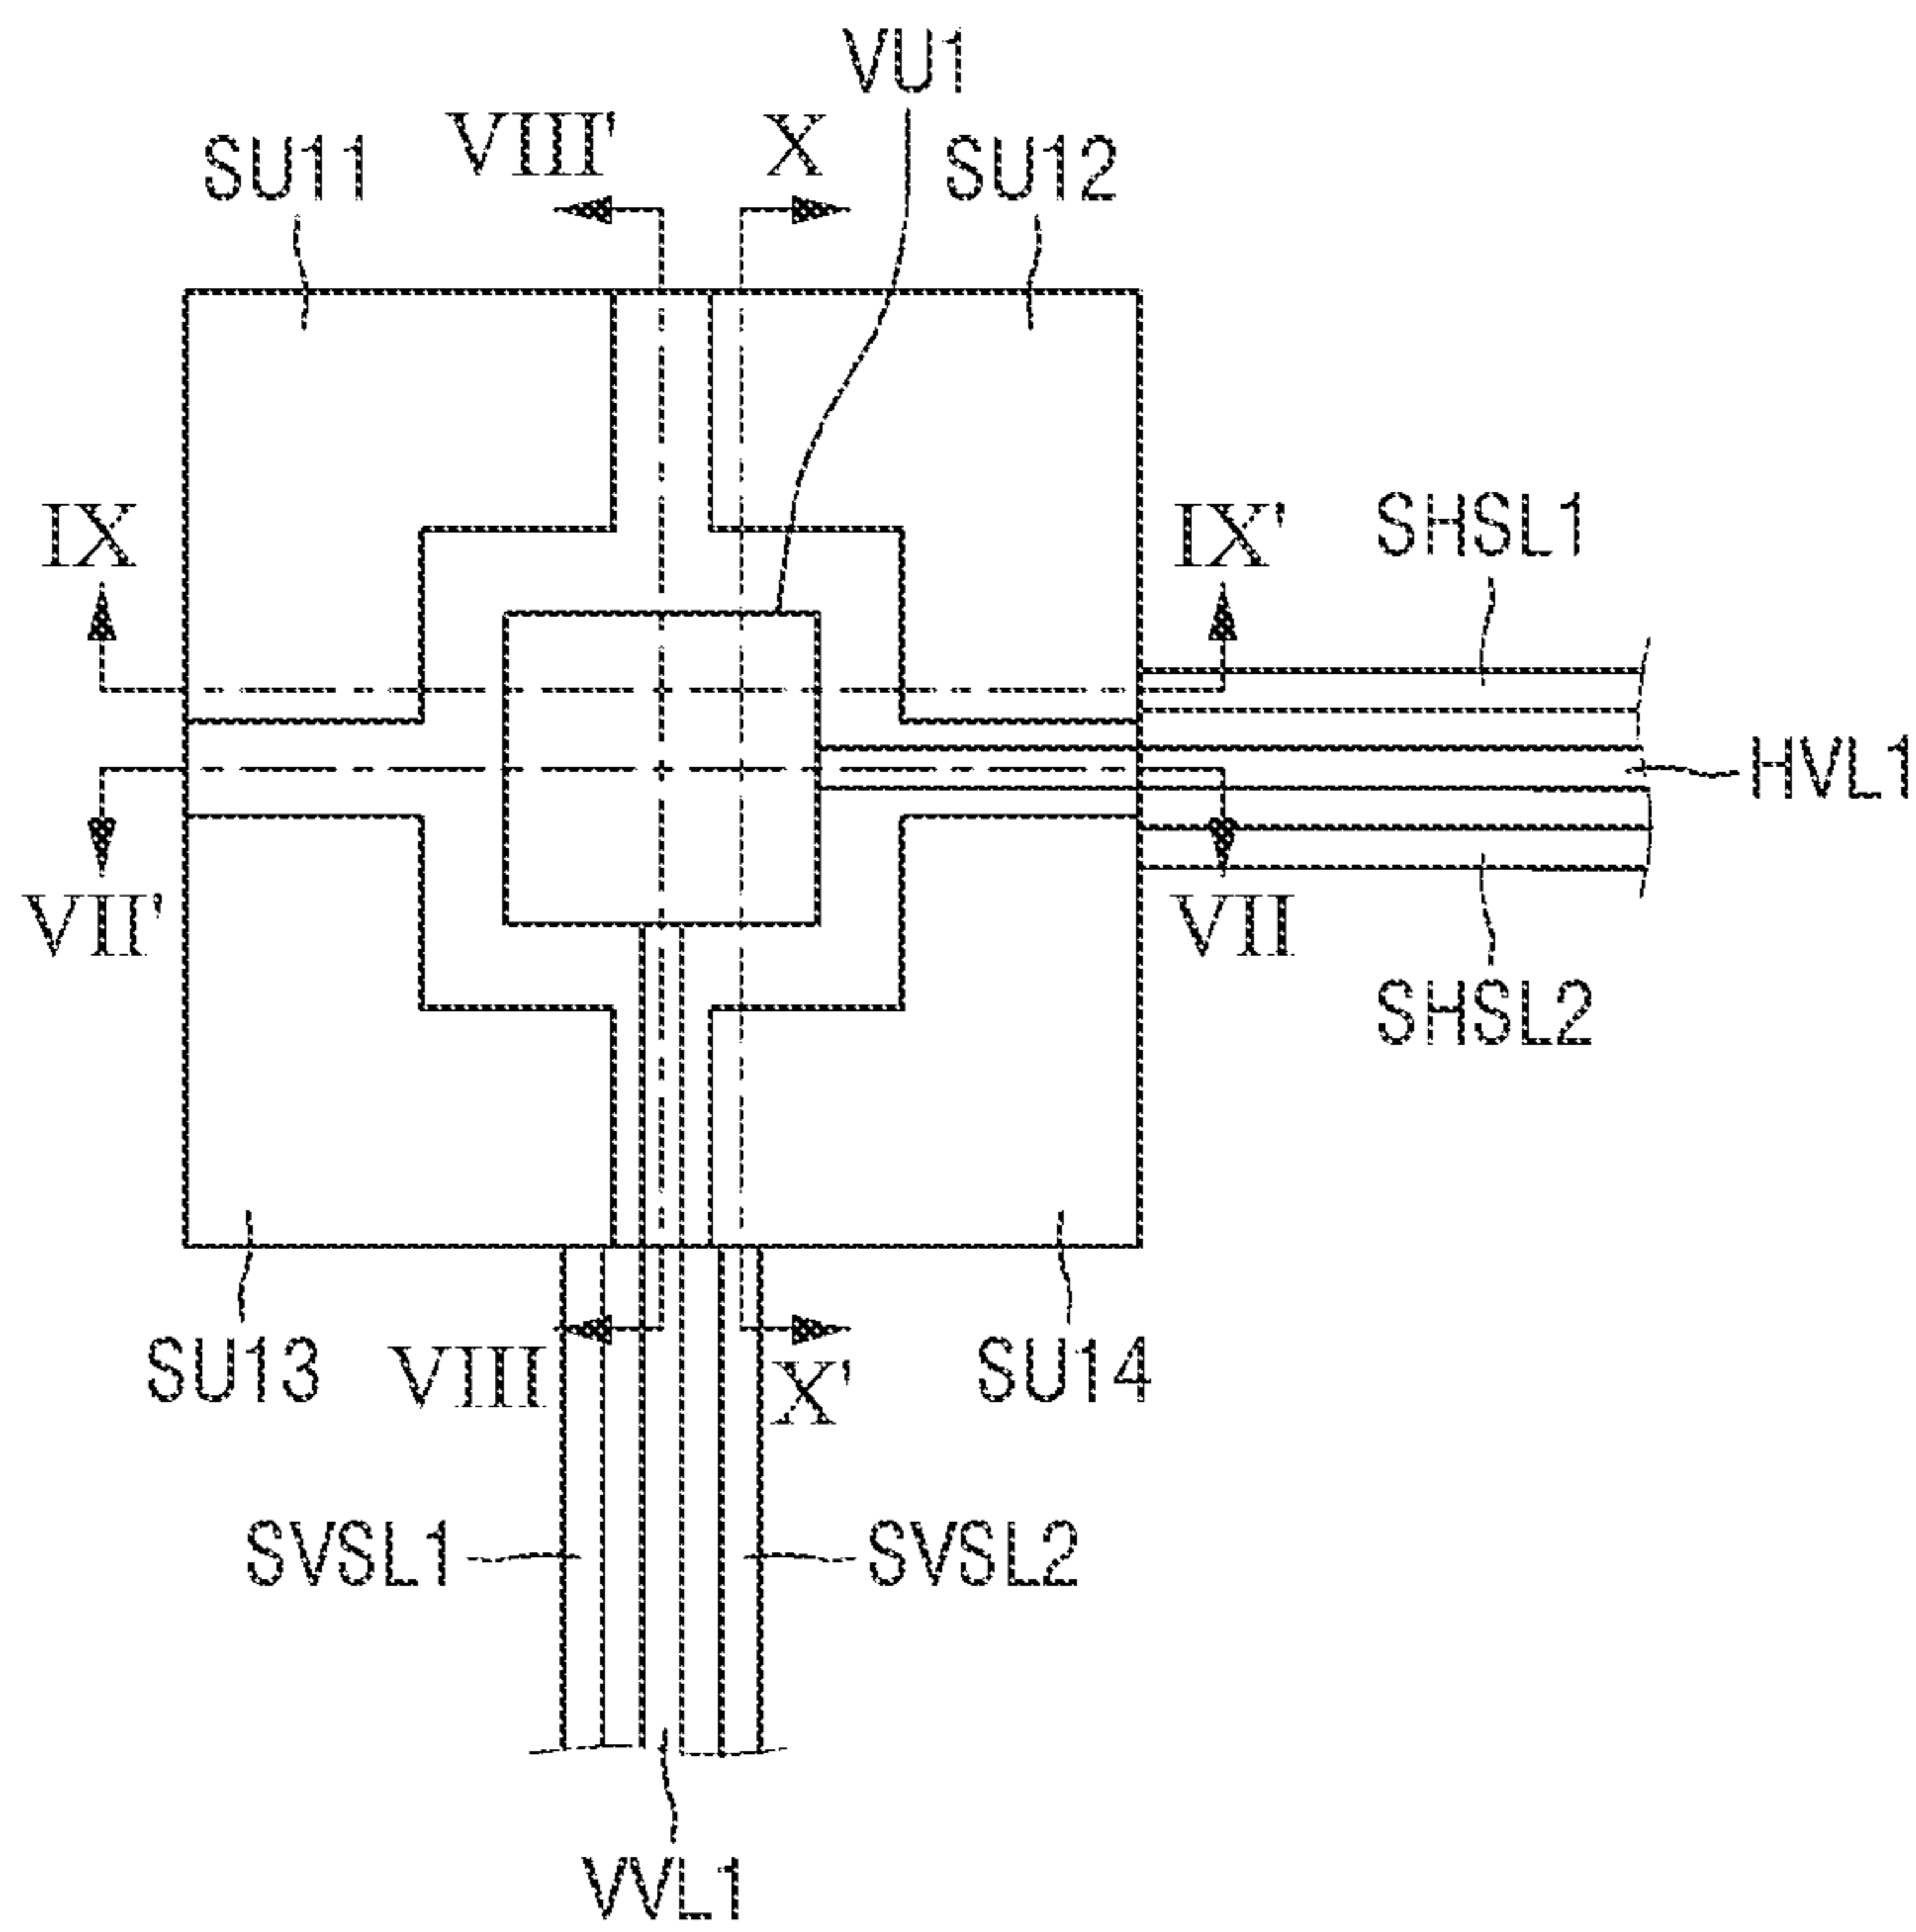 VU1
VIII' X
SU11 SU12
IX IX' SHSL1
HVL1
VII' VII
SHSL2
SU13 VIII X' SU14
SVSL1 SVSL2
VVL1